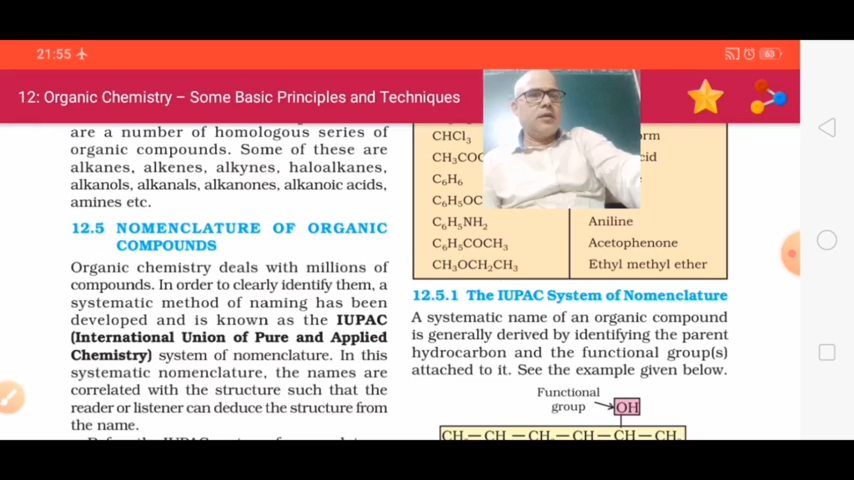 21:55
63
12: Organic Chemistry – Some Basic Principles and Techniques
are a number of homologous series of
organic compounds. Some of these are
alkanes, alkenes, alkynes, haloalkanes,
alkanols, alkanals, alkanones, alkanoic acids,
amines etc.
12.5 NOMENCLATURE OF ORGANIC
COMPOUNDS
Organic chemistry deals with millions of
compounds. In order to clearly identify them, a
systematic method of naming has been
developed and is known as the IUPAC
(International Union of Pure and Applied
Chemistry) system of nomenclature. In this
systematic nomenclature, the names are
correlated with the structure such that the
reader or listener can deduce the structure from
the name.
CHCl₃
CH₃COO
C₆H₆
C₆H₅OC
C₆H₅NH₂ Aniline
C₆H₅COCH₃ Acetophenone
CH₃OCH₂CH₃ Ethyl methyl ether
12.5.1 The IUPAC System of Nomenclature
A systematic name of an organic compound
is generally derived by identifying the parent
hydrocarbon and the functional group(s)
attached to it. See the example given below.
Functional
group OH